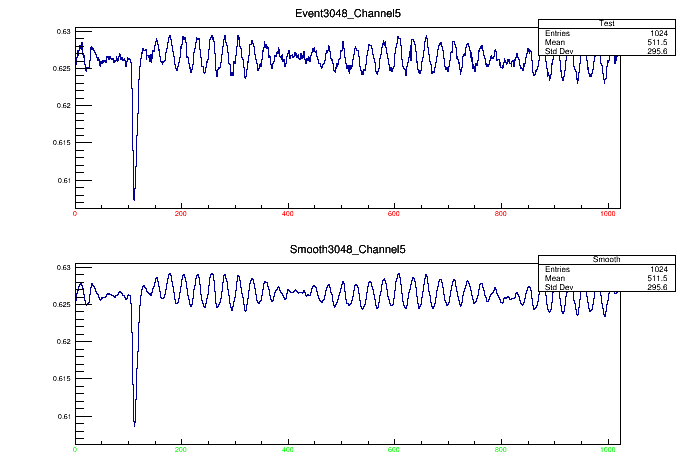 Event3048_Channel5
Test
Entries 1024
Mean 511.5
Std Dev 295.6
0.63
0.625
0.62
0.615
0.61
0 200 400 600 800 1000
Smooth3048_Channel5
Smooth
Entries 1024
Mean 511.5
Std Dev 295.6
0.63
0.625
0.62
0.615
0.61
0 200 400 600 800 1000